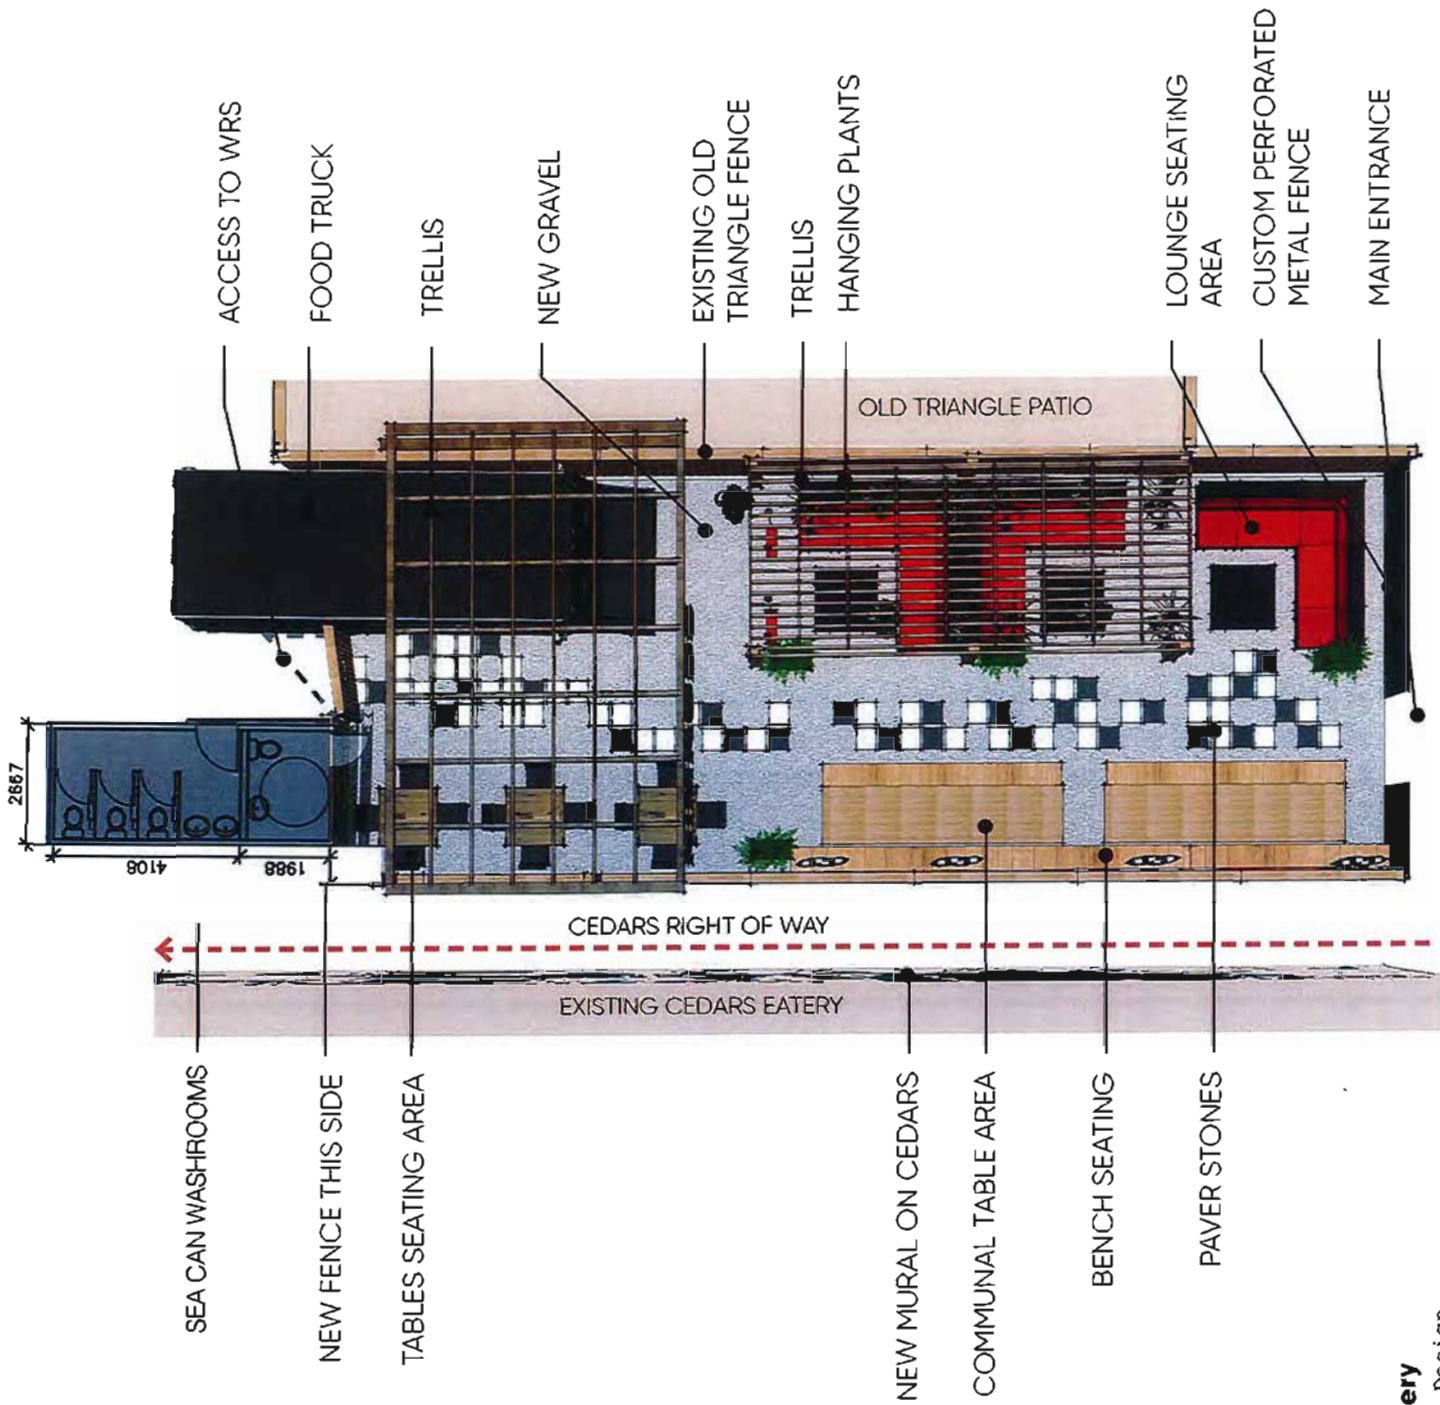 ACCESS TO WRS
FOOD TRUCK
TRELLIS
NEW GRAVEL
EXISTING OLD
TRIANGLE FENCE
TRELLIS
HANGING PLANTS
LOUNGE SEATING
AREA
CUSTOM PERFORATED
METAL FENCE
MAIN ENTRANCE
OLD TRIANGLE PATIO
2667
4108
1988
CEDARS RIGHT OF WAY
EXISTING CEDARS EATERY
SEA CAN WASHROOMS
NEW FENCE THIS SIDE
TABLES SEATING AREA
NEW MURAL ON CEDARS
COMMUNAL TABLE AREA
BENCH SEATING
PAVER STONES
ery
Design